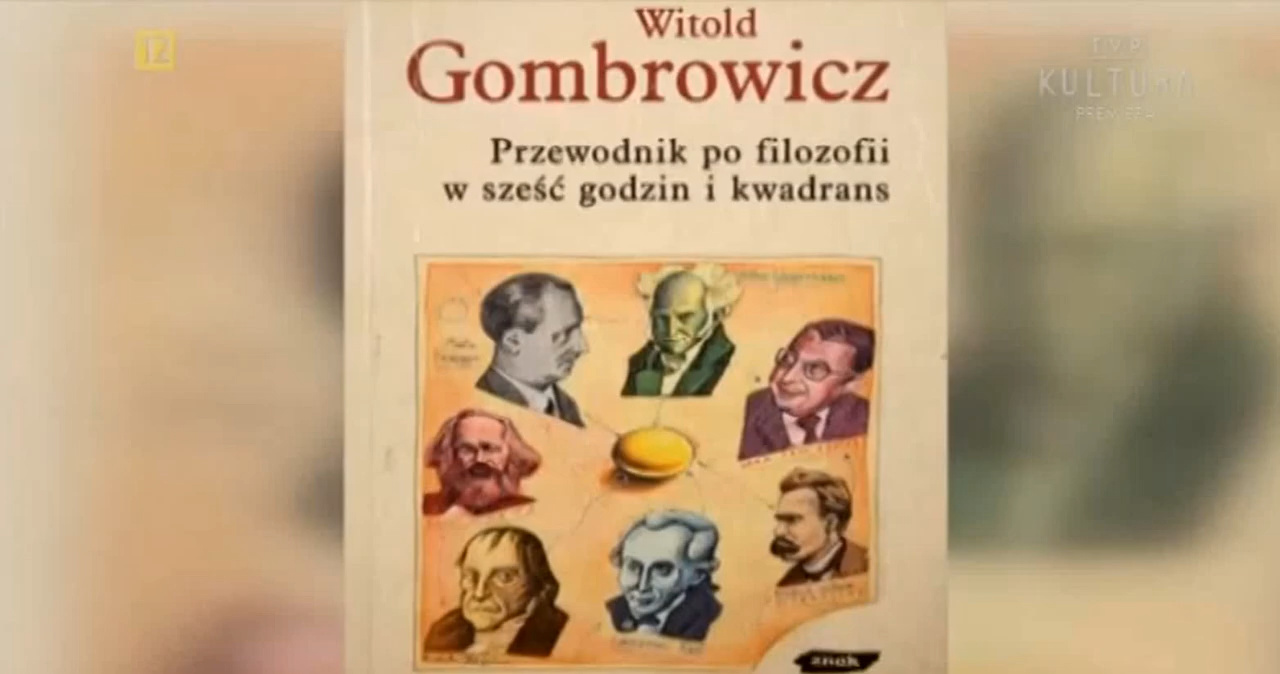 12
TVP
KULTURA
PREMIERA
Witold
Gombrowicz
Przewodnik po filozofii
w sześć godzin i kwadrans
znak